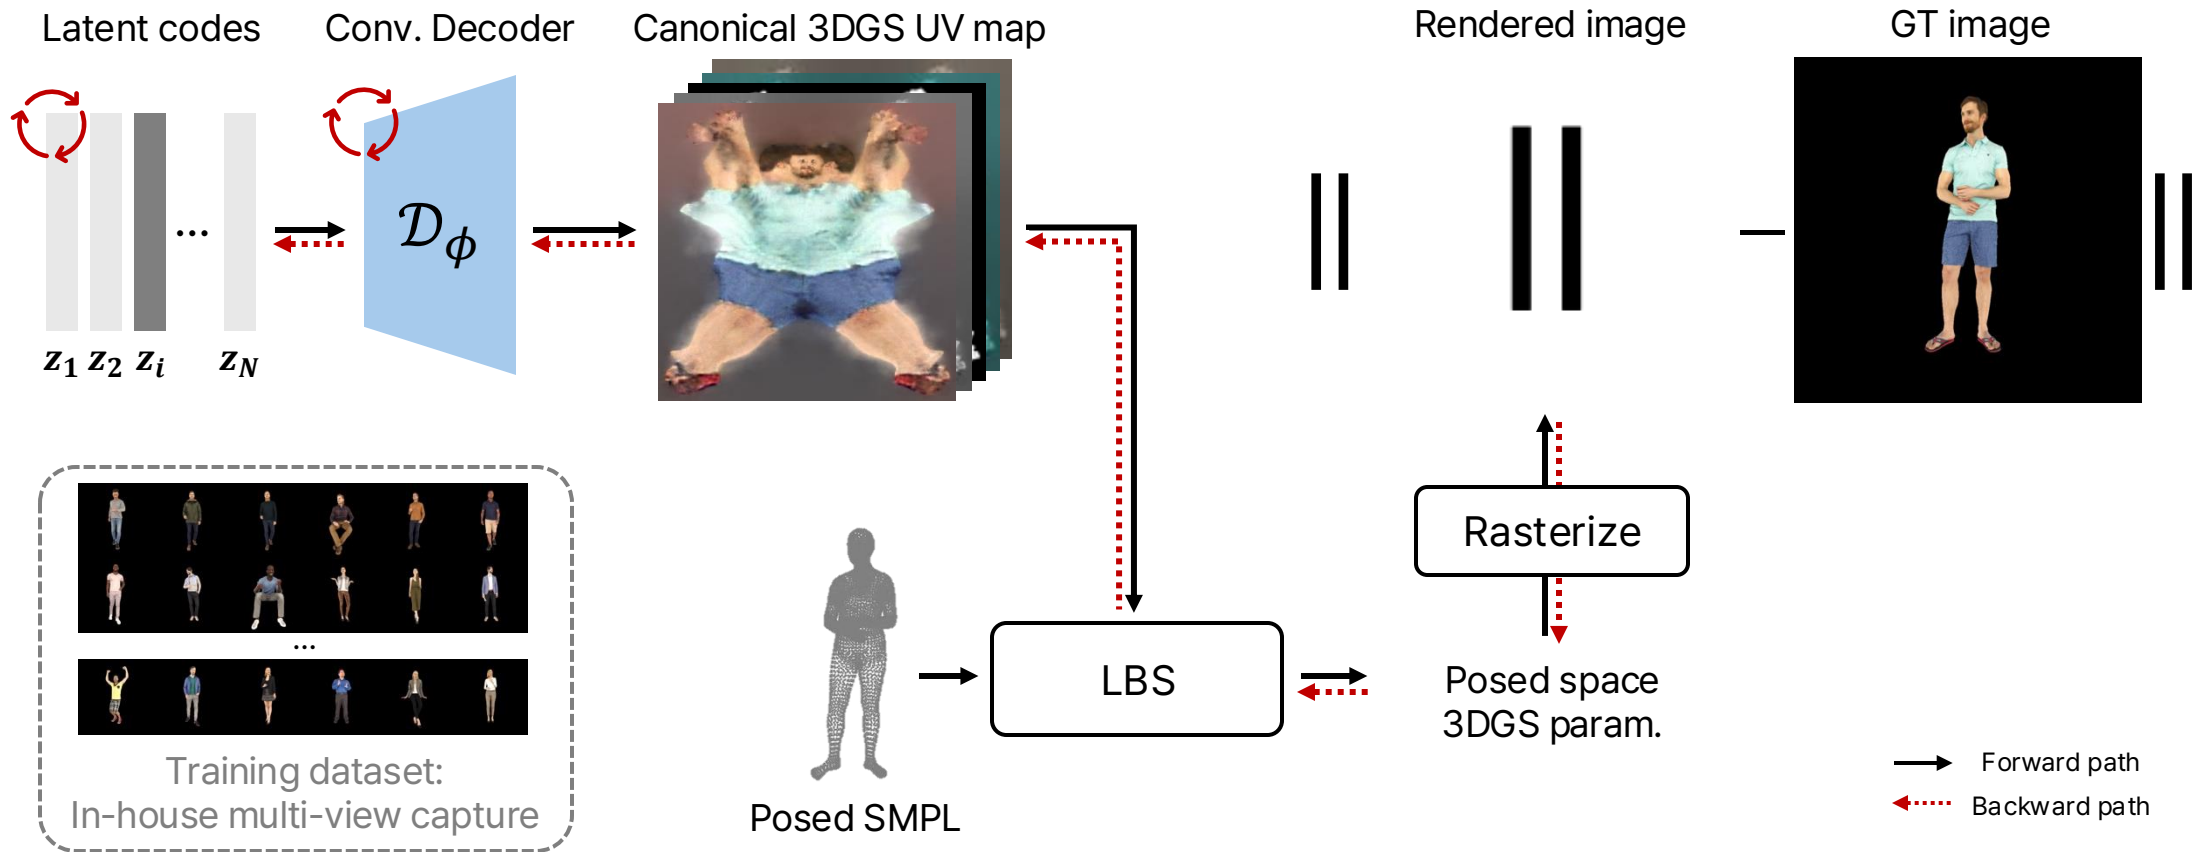 Latent codes
Conv. Decoder
Canonical 3DGS UV map
Rendered image
GT image
𝒟ϕ
...
z₁ z₂ zᵢ z_N
Rasterize
LBS
Posed space
3DGS param.
Posed SMPL
...
Training dataset:
In-house multi-view capture
Forward path
Backward path